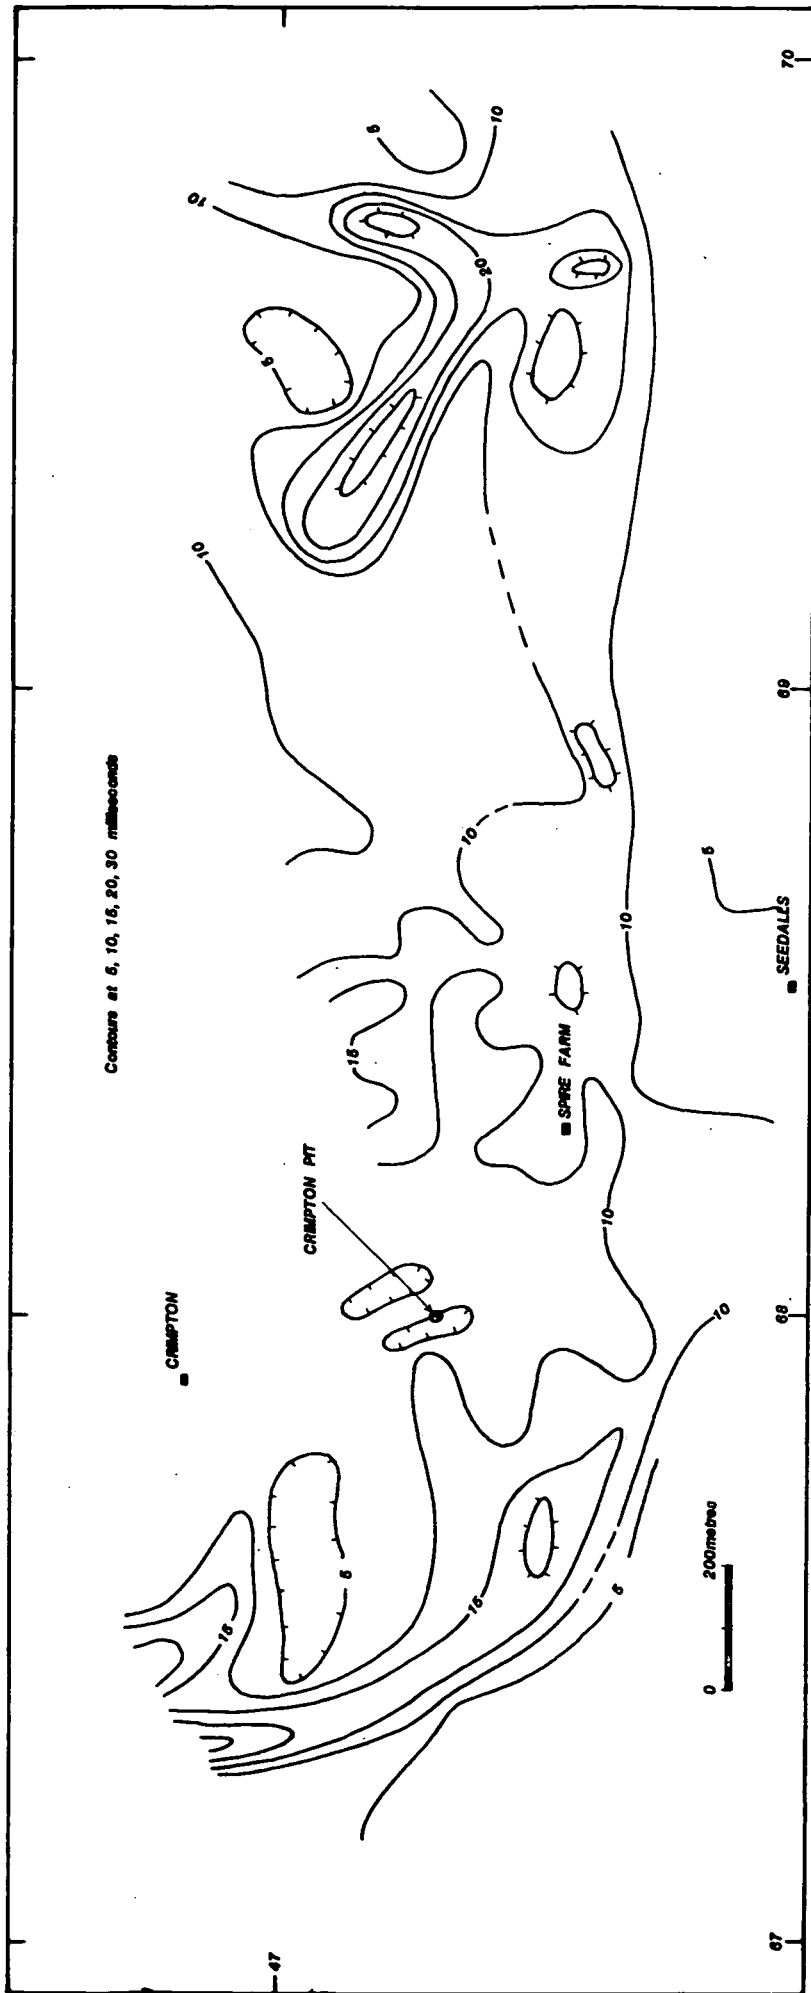 Contours at 5, 10, 15, 20, 30 milliseconds
CRIMPTON
10
10
15
5
47
CRIMPTON PIT
5
15
5
15
10
20
10
SPIRE FARM
10
5
10
5
0 200metres
10
SEEDALES
67 68 69 70